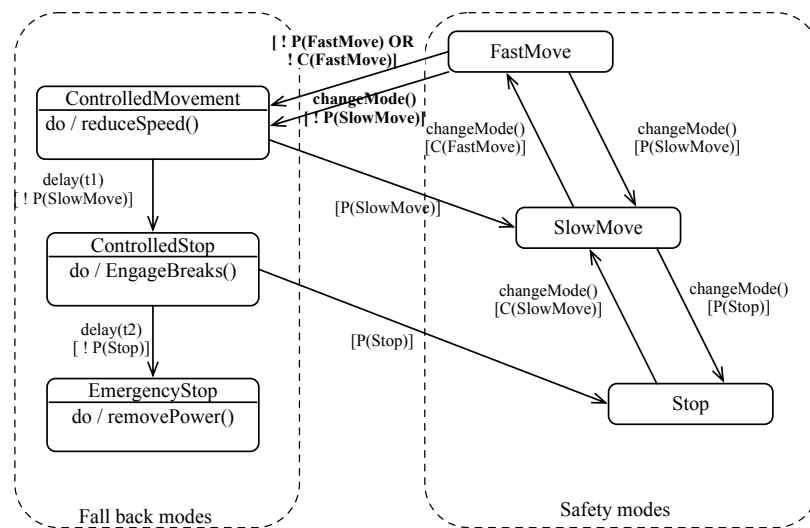 [ ! P(FastMove) OR
! C(FastMove)]
FastMove
ControlledMovement
do / reduceSpeed()
changeMode()
[ ! P(SlowMove)]
changeMode()
[C(FastMove)]
changeMode()
[P(SlowMove)]
delay(t1)
[ ! P(SlowMove)]
[P(SlowMove)]
SlowMove
ControlledStop
do / EngageBreaks()
changeMode()
[C(SlowMove)]
changeMode()
[P(Stop)]
delay(t2)
[ ! P(Stop)]
[P(Stop)]
EmergencyStop
do / removePower()
Stop
Fall back modes
Safety modes